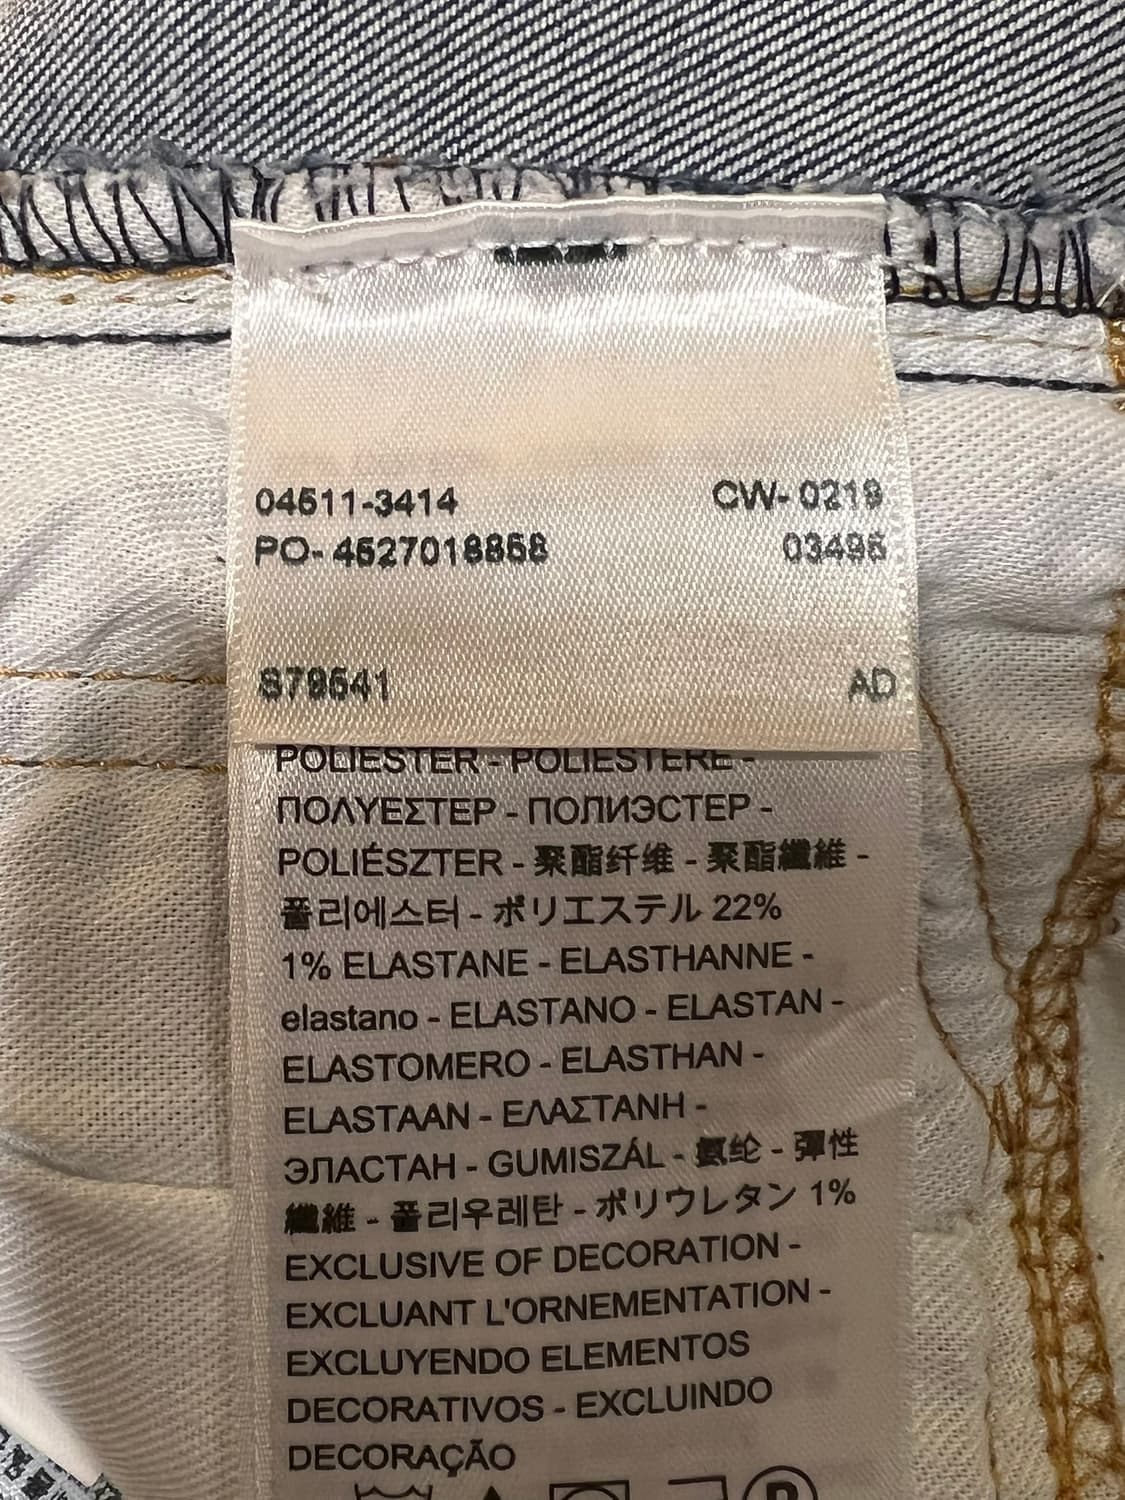 04511-3414 CW- 0219
PO- 4527018858 03495
S79541 AD
POLIESTER - POLIESTERE -
ΠΟΛΥΕΣΤΕΡ - ПОЛИЭСТЕР -
POLIÉSZTER - 聚酯纤维 - 聚酯纖維 -
폴리에스터 - ポリエステル 22%
1% ELASTANE - ELASTHANNE -
elastano - ELASTANO - ELASTAN -
ELASTOMERO - ELASTHAN -
ELASTAAN - ΕΛΑΣΤΑΝΗ -
ЭЛАСТАН - GUMISZÁL - 氨纶 - 彈性
纖維 - 폴리우레탄 - ポリウレタン 1%
EXCLUSIVE OF DECORATION -
EXCLUANT L'ORNEMENTATION -
EXCLUYENDO ELEMENTOS
DECORATIVOS - EXCLUINDO
DECORAÇÃO